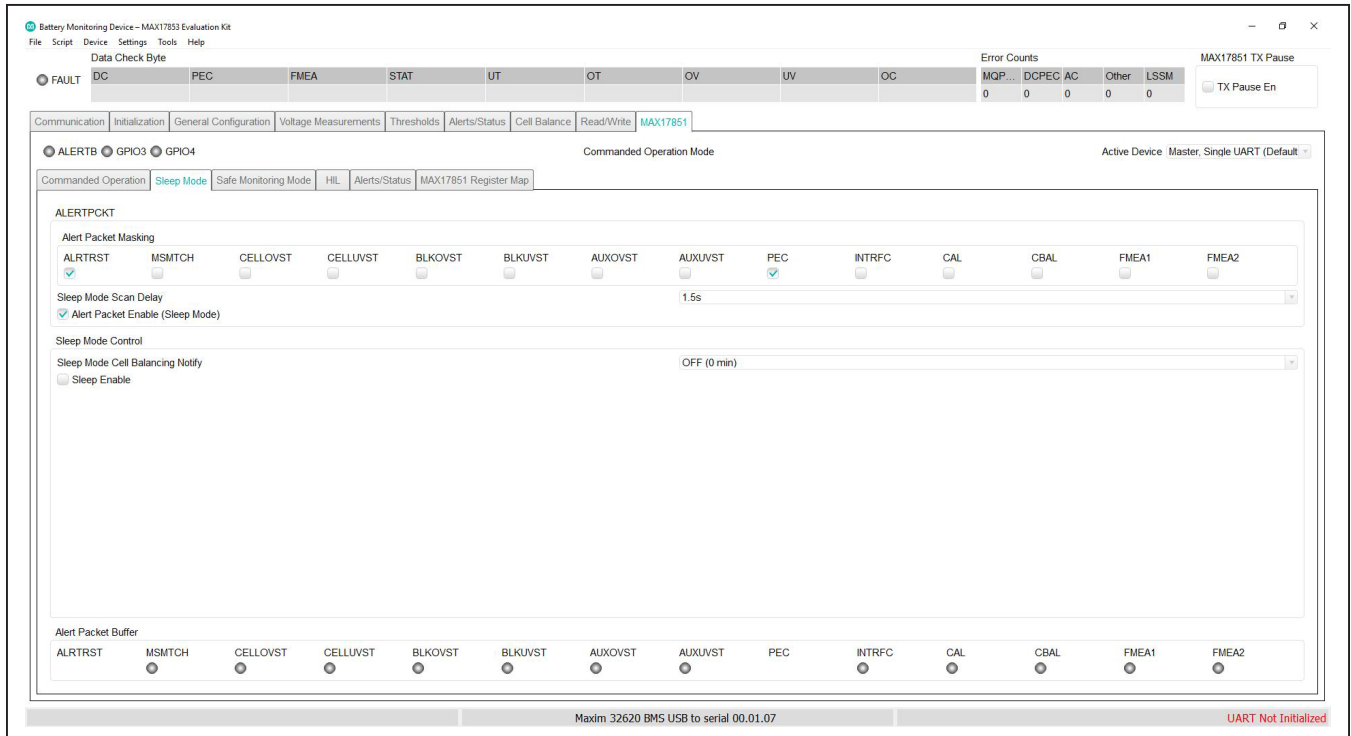 Battery Monitoring Device – MAX17853 Evaluation Kit
File Script Device Settings Tools Help
Data Check Byte Error Counts MAX17851 TX Pause
FAULT DC PEC FMEA STAT UT OT OV UV OC MQP... DCPEC AC Other LSSM
0 0 0 0 0 TX Pause En
Communication Initialization General Configuration Voltage Measurements Thresholds Alerts/Status Cell Balance Read/Write MAX17851
ALERTB GPIO3 GPIO4 Commanded Operation Mode Active Device Master, Single UART (Default
Commanded Operation Sleep Mode Safe Monitoring Mode HIL Alerts/Status MAX17851 Register Map
ALERTPCKT
Alert Packet Masking
ALRTRST MSMTCH CELLOVST CELLUVST BLKOVST BLKUVST AUXOVST AUXUVST PEC INTRFC CAL CBAL FMEA1 FMEA2
Sleep Mode Scan Delay 1.5s
Alert Packet Enable (Sleep Mode)
Sleep Mode Control
Sleep Mode Cell Balancing Notify OFF (0 min)
Sleep Enable
Alert Packet Buffer
ALRTRST MSMTCH CELLOVST CELLUVST BLKOVST BLKUVST AUXOVST AUXUVST PEC INTRFC CAL CBAL FMEA1 FMEA2
Maxim 32620 BMS USB to serial 00.01.07 UART Not Initialized